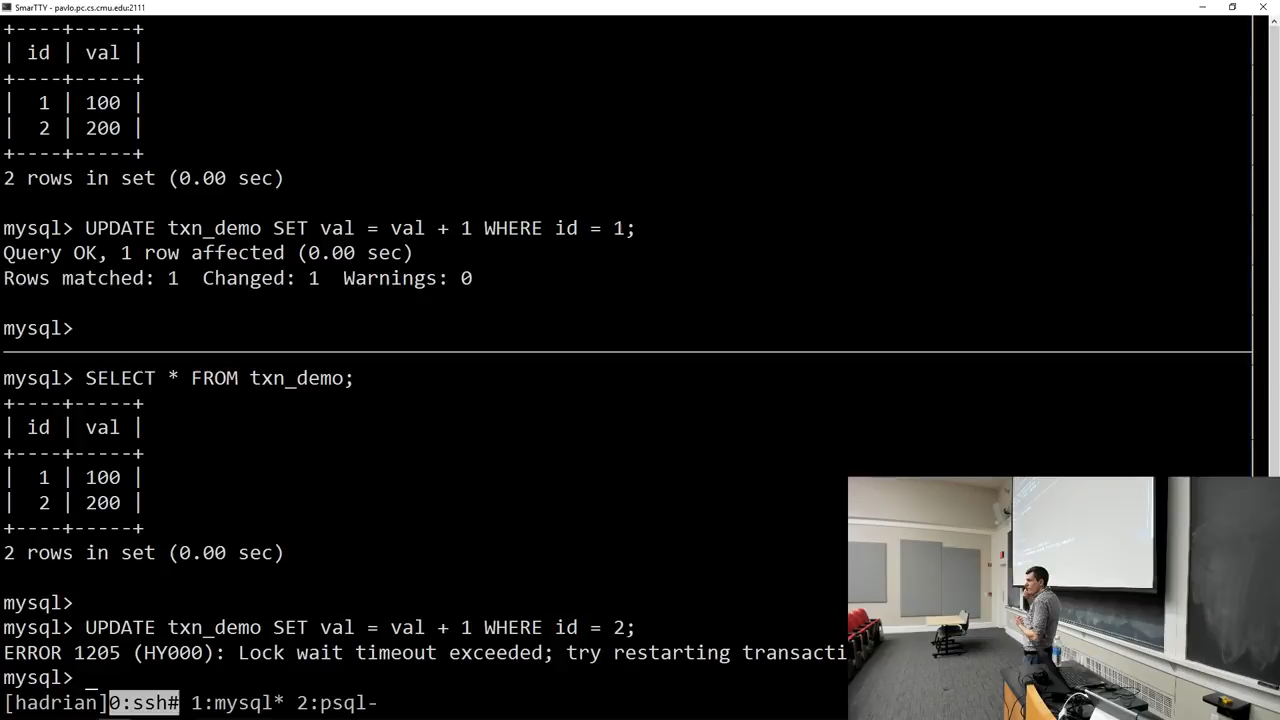 SmarTTY - pavlo.pc.cs.cmu.edu:2111
+----+-----+
| id | val |
+----+-----+
|  1 | 100 |
|  2 | 200 |
+----+-----+
2 rows in set (0.00 sec)
mysql> UPDATE txn_demo SET val = val + 1 WHERE id = 1;
Query OK, 1 row affected (0.00 sec)
Rows matched: 1  Changed: 1  Warnings: 0
mysql>
mysql> SELECT * FROM txn_demo;
+----+-----+
| id | val |
+----+-----+
|  1 | 100 |
|  2 | 200 |
+----+-----+
2 rows in set (0.00 sec)
mysql>
mysql> UPDATE txn_demo SET val = val + 1 WHERE id = 2;
ERROR 1205 (HY000): Lock wait timeout exceeded; try restarting transacti
mysql> _
[hadrian]0:ssh# 1:mysql* 2:psql-